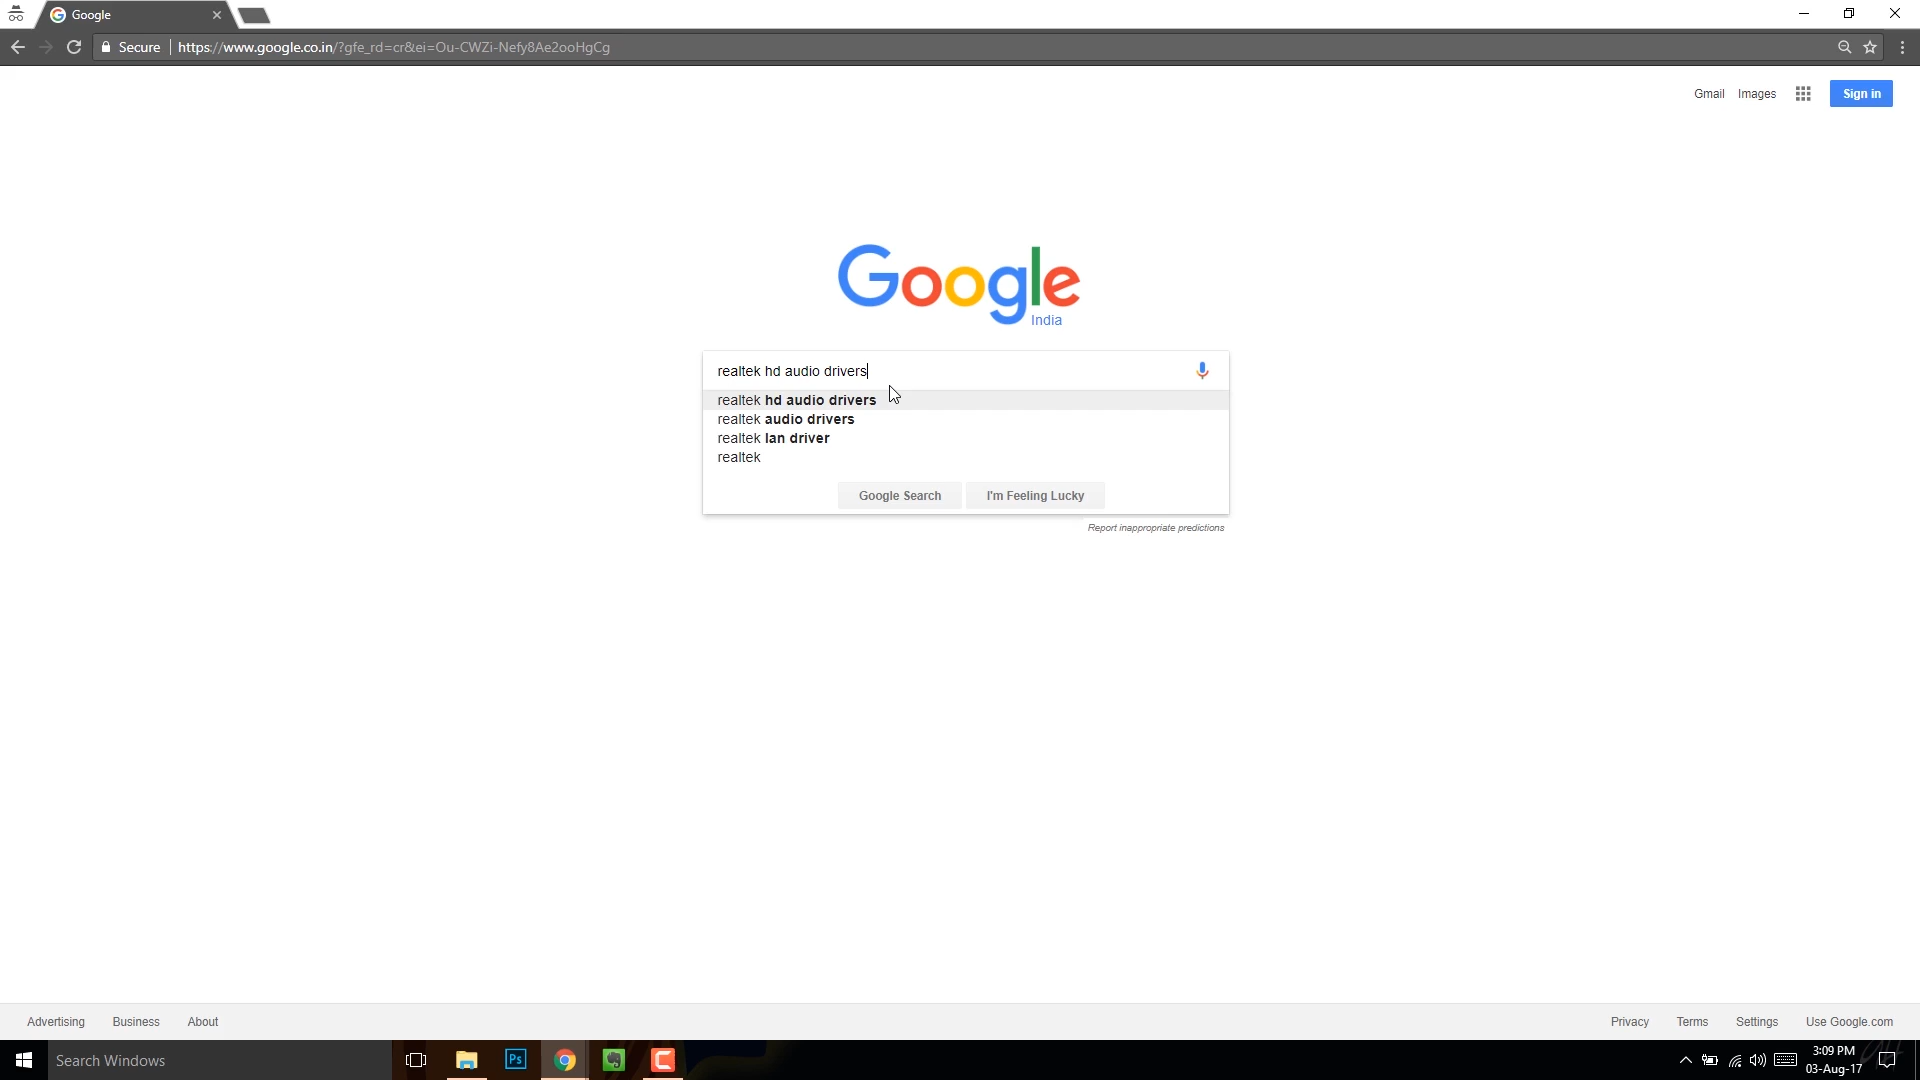 Google
Secure
https://www.google.co.in/?gfe_rd=cr&ei=Ou-CWZi-Nefy8Ae2ooHgCg
Gmail Images Sign in
Google
India
realtek hd audio drivers
realtek hd audio drivers
realtek audio drivers
realtek lan driver
realtek
Google Search I'm Feeling Lucky
Report inappropriate predictions
Advertising Business About Privacy Terms Settings Use Google.com
Search Windows
Ps
3:09 PM
03-Aug-17